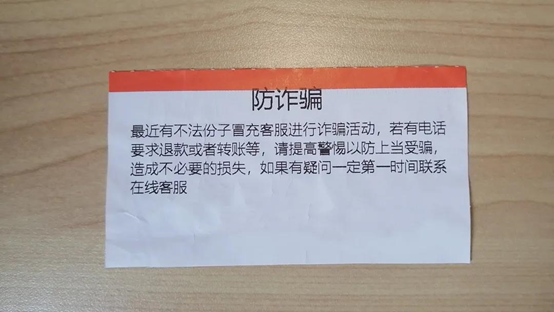 防诈骗
最近有不法份子冒充客服进行诈骗活动，若有电话
要求退款或者转账等，请提高警惕以防上当受骗，
造成不必要的损失，如果有疑问一定第一时间联系
在线客服